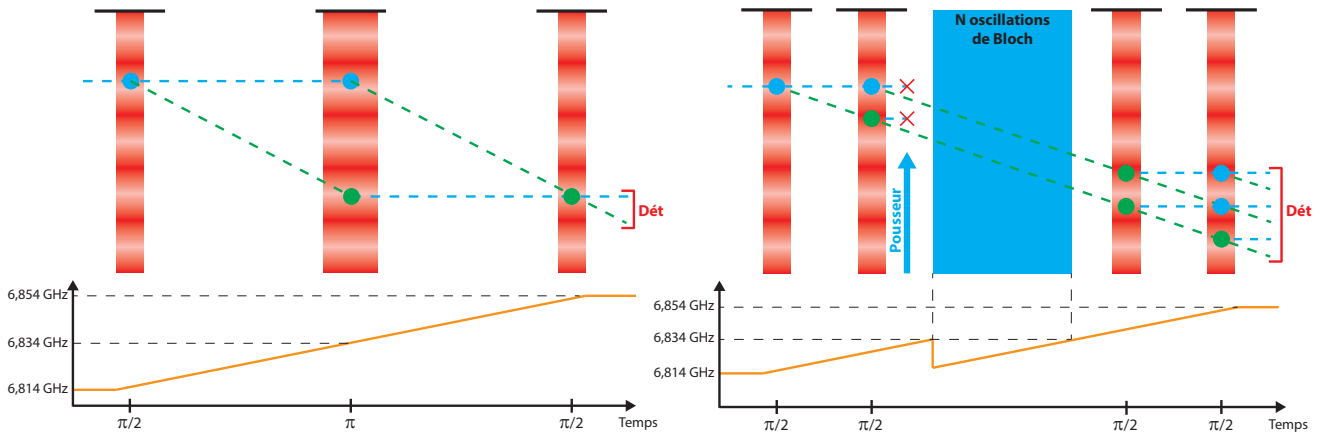 Dét
6,854 GHz
6,834 GHz
6,814 GHz
π/2
π
π/2
Temps
N oscillations
de Bloch
Pousseur
Dét
6,854 GHz
6,834 GHz
6,814 GHz
π/2
π/2
π/2
π/2
Temps